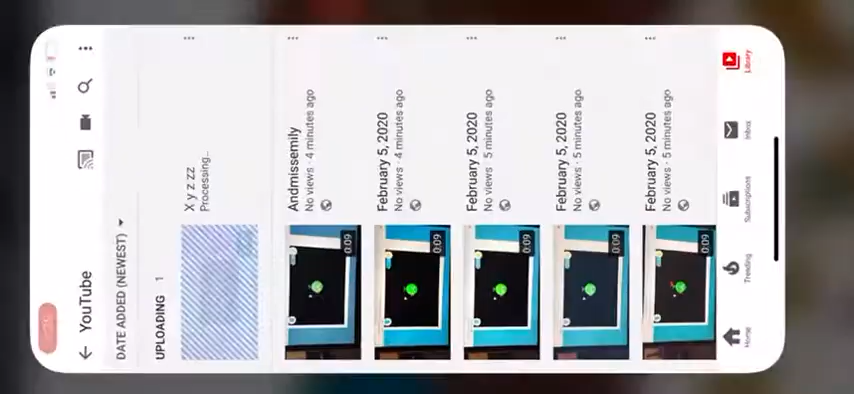 YouTube
DATE ADDED (NEWEST)
UPLOADING 1
X y z zz
Processing...
Andmissemily
No views · 4 minutes ago
0:09
February 5, 2020
No views · 4 minutes ago
0:09
February 5, 2020
No views · 5 minutes ago
0:09
February 5, 2020
No views · 5 minutes ago
0:09
February 5, 2020
No views · 5 minutes ago
0:09
Home
Trending
Subscriptions
Inbox
Library